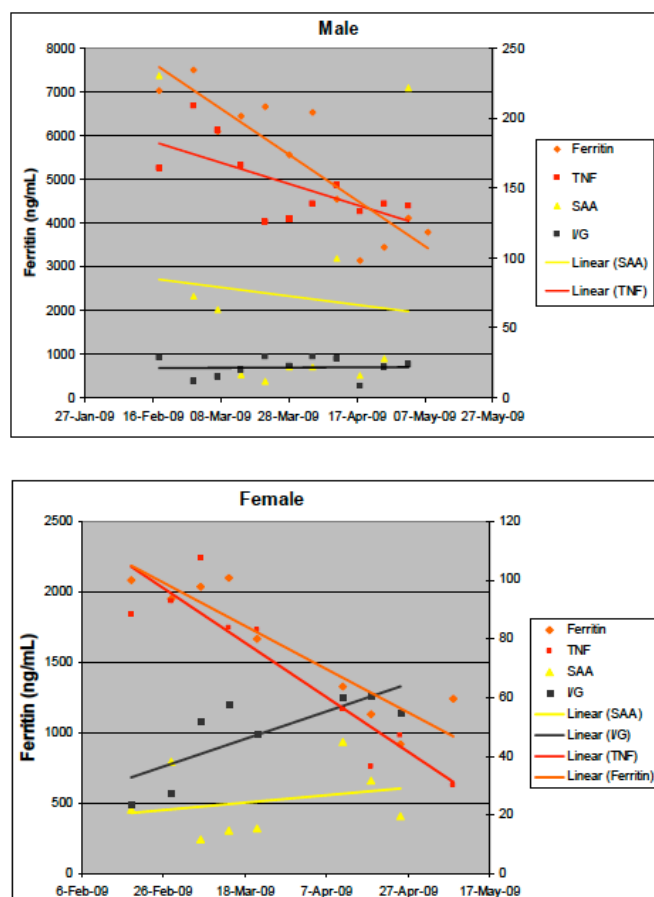 Male
8000
7000
6000
5000
4000
3000
2000
1000
0
Ferritin (ng/mL)
250
200
150
100
50
0
27-Jan-09 16-Feb-09 08-Mar-09 28-Mar-09 17-Apr-09 07-May-09 27-May-09
Ferritin
TNF
SAA
I/G
Linear (SAA)
Linear (TNF)
Female
2500
2000
1500
1000
500
0
Ferritin (ng/mL)
120
100
80
60
40
20
0
6-Feb-09 26-Feb-09 18-Mar-09 7-Apr-09 27-Apr-09 17-May-09
Ferritin
TNF
SAA
I/G
Linear (SAA)
Linear (I/G)
Linear (TNF)
Linear (Ferritin)